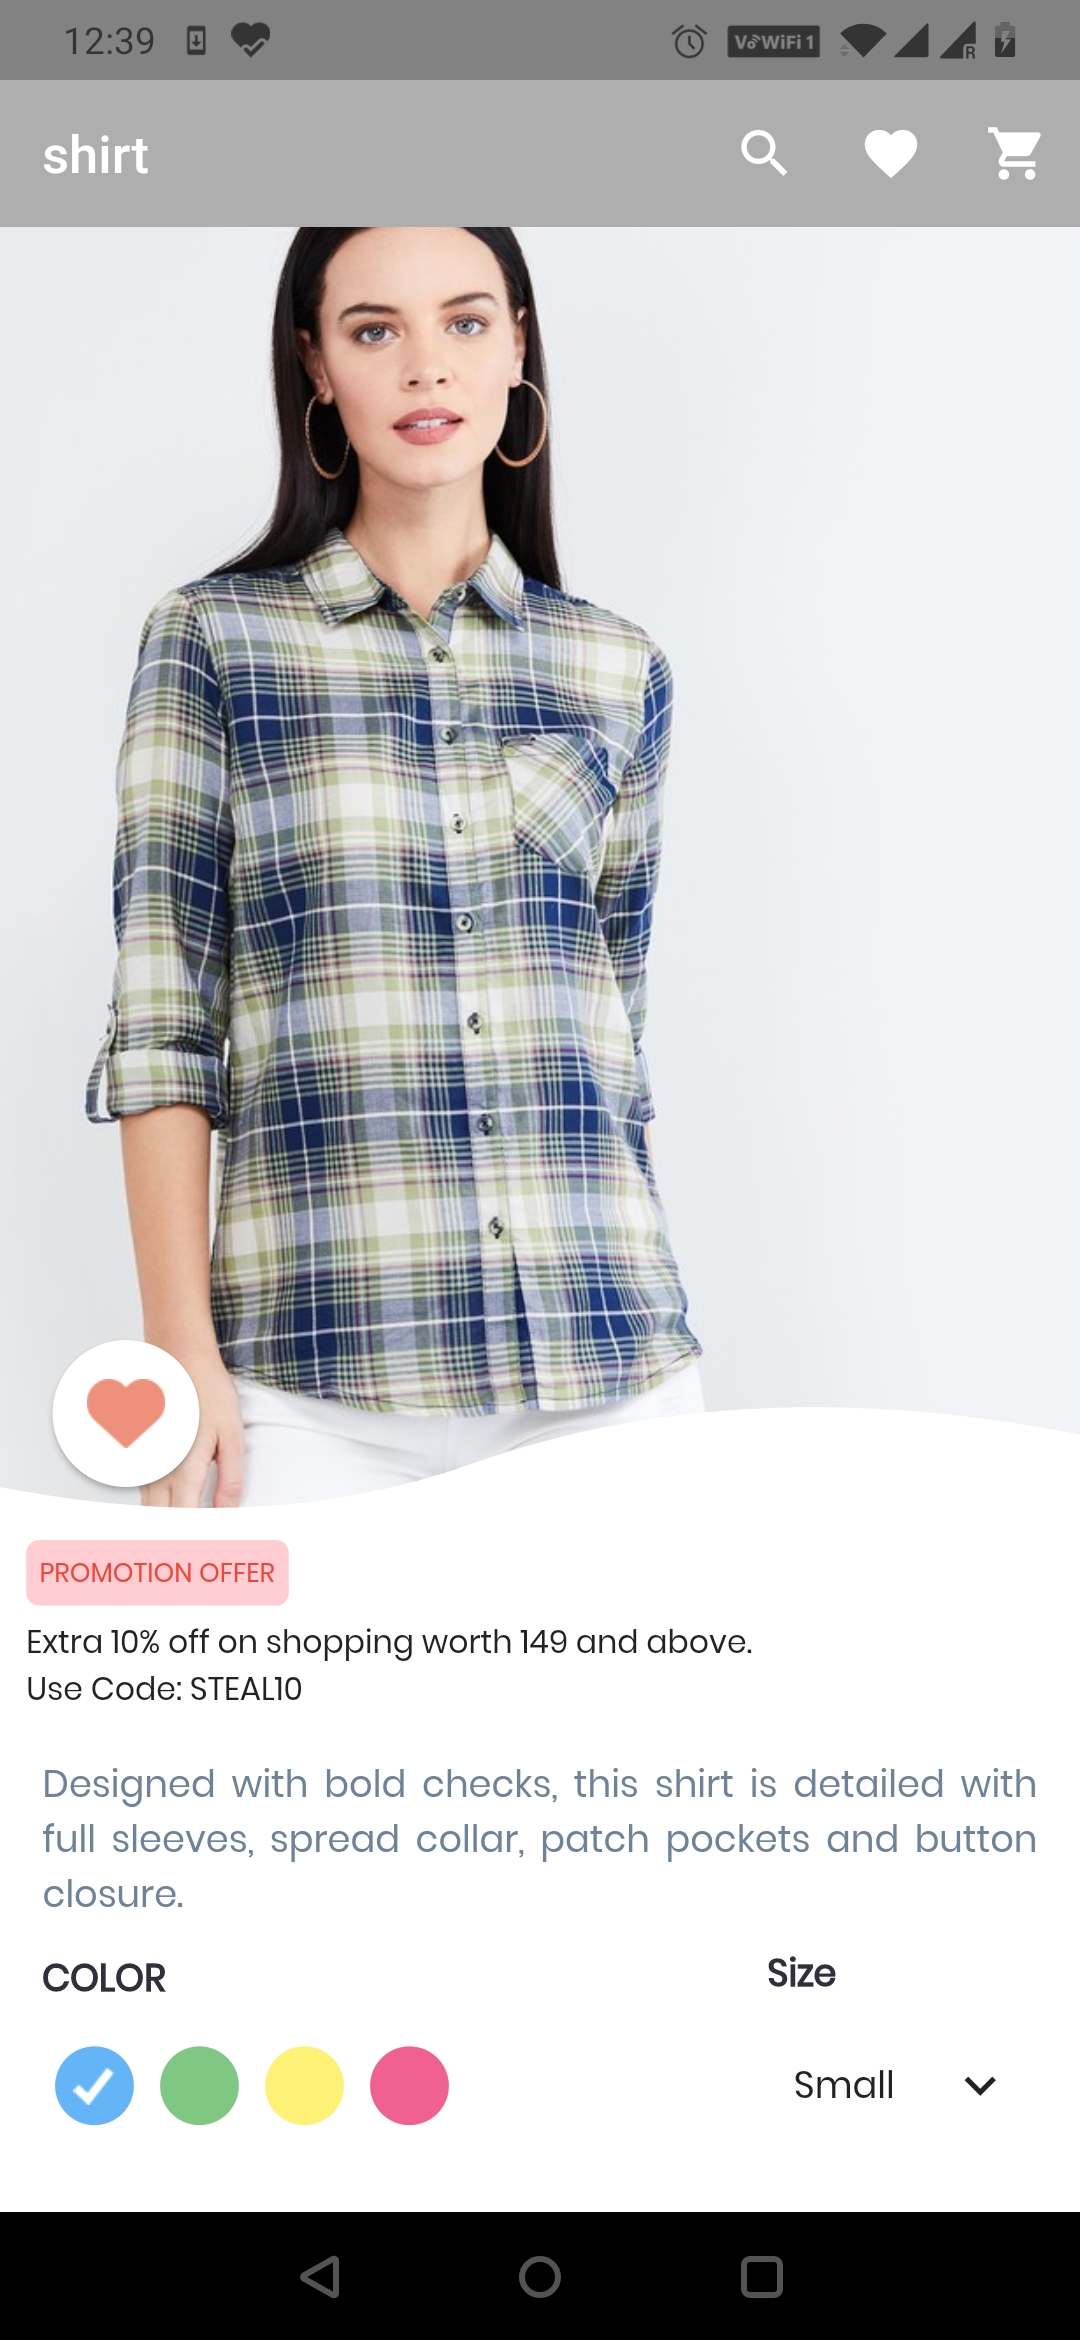 12:39
VoWiFi 1
R
shirt
PROMOTION OFFER
Extra 10% off on shopping worth 149 and above.
Use Code: STEAL10
Designed with bold checks, this shirt is detailed with
full sleeves, spread collar, patch pockets and button
closure.
COLOR
Size
Small